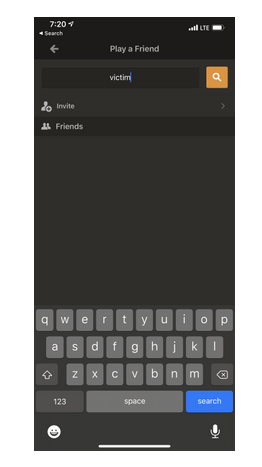 7:20 LTE
◀ Search
Play a Friend
victim
Invite
Friends
q w e r t y u i o p
a s d f g h j k l
z x c v b n m
123 space search